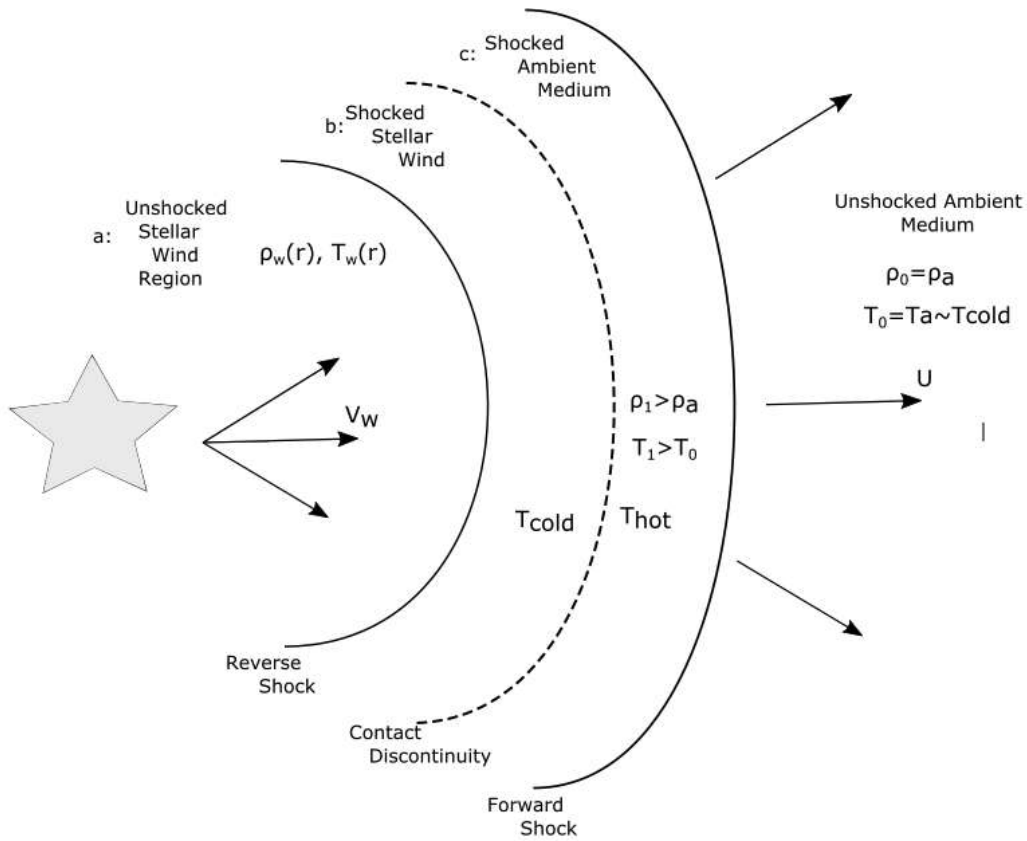 c: Shocked
Ambient
Medium
b: Shocked
Stellar
Wind
a: Unshocked
Stellar
Wind
Region
ρw(r), Tw(r)
Unshocked Ambient
Medium
ρ₀=ρa
T₀=Ta~Tcold
Vw
ρ₁>ρa
T₁>T₀
U
|
Tcold
Thot
Reverse
Shock
Contact
Discontinuity
Forward
Shock